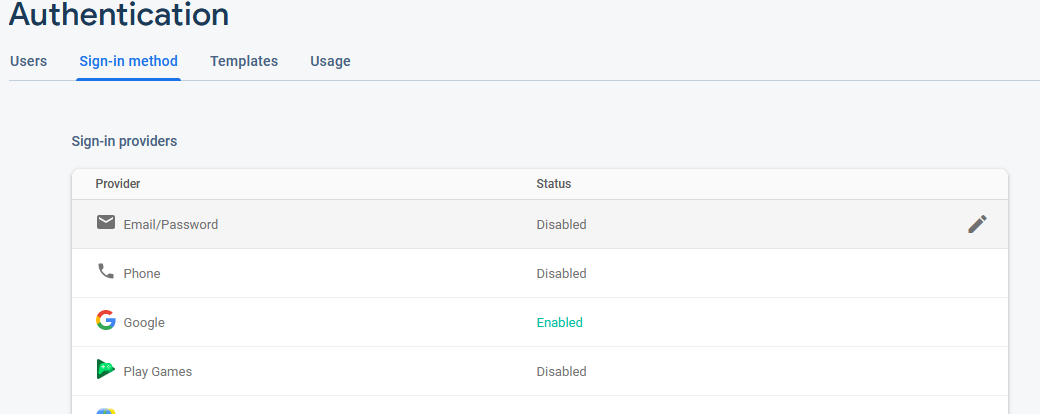 Authentication
Users Sign-in method Templates Usage
Sign-in providers
Provider Status
Email/Password Disabled
Phone Disabled
Google Enabled
Play Games Disabled